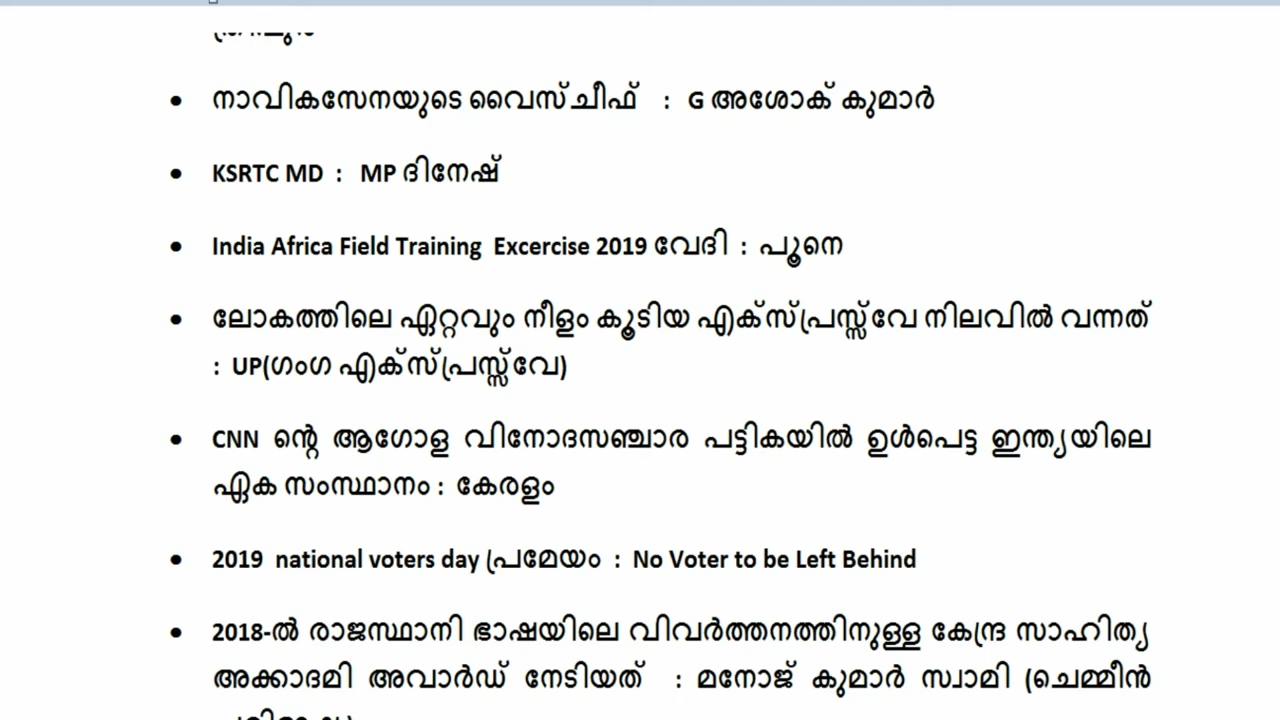 നാവികസേനയുടെ വൈസ് ചീഫ് : G അശോക് കുമാർ
KSRTC MD : MP ദിനേഷ്
India Africa Field Training Excercise 2019 വേദി : പൂനെ
ലോകത്തിലെ ഏറ്റവും നീളം കൂടിയ എക്സ്പ്രസ്സ്‌വേ നിലവിൽ വന്നത്
: UP(ഗംഗ എക്സ്പ്രസ്സ്‌വേ)
CNN ന്റെ ആഗോള വിനോദസഞ്ചാര പട്ടികയിൽ ഉൾപെട്ട ഇന്ത്യയിലെ
ഏക സംസ്ഥാനം : കേരളം
2019 national voters day പ്രമേയം : No Voter to be Left Behind
2018-ൽ രാജസ്ഥാനി ഭാഷയിലെ വിവർത്തനത്തിനുള്ള കേന്ദ്ര സാഹിത്യ
അക്കാദമി അവാർഡ് നേടിയത് : മനോജ് കുമാർ സ്വാമി (ചെമ്മീൻ